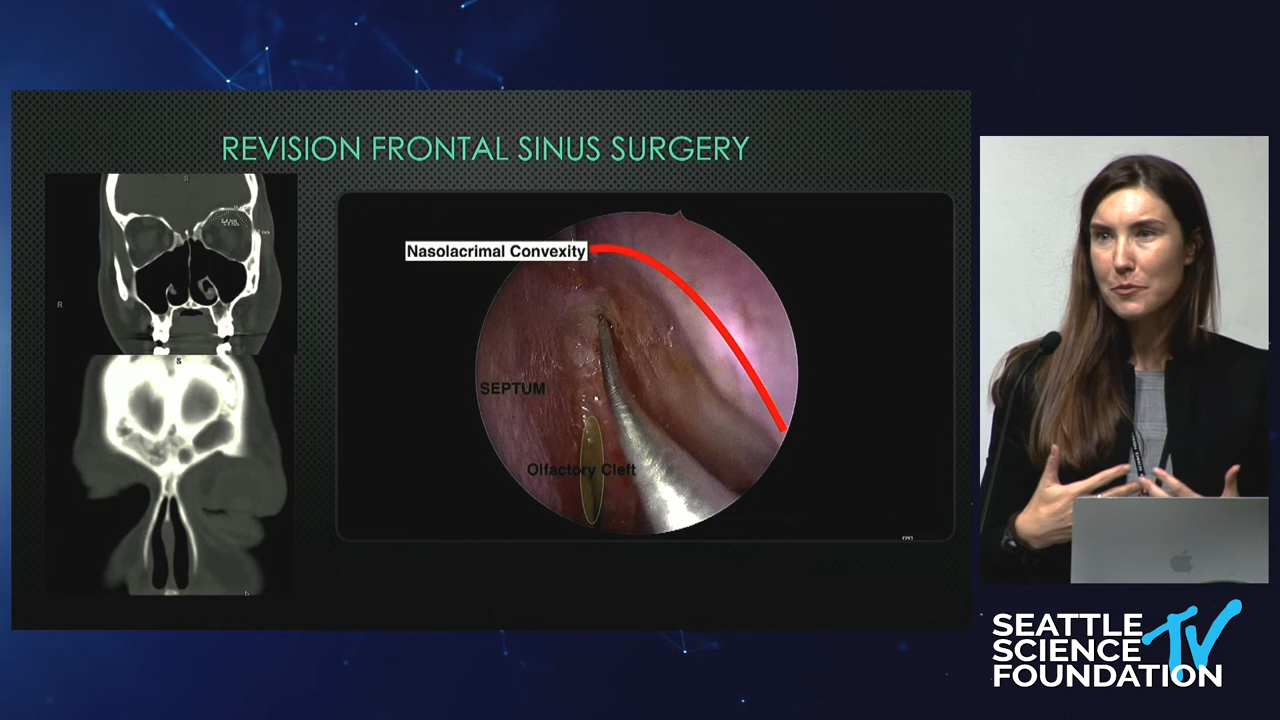 REVISION FRONTAL SINUS SURGERY
R
S
Nasolacrimal Convexity
SEPTUM
Olfactory Cleft
SEATTLE
SCIENCE
FOUNDATION
TV